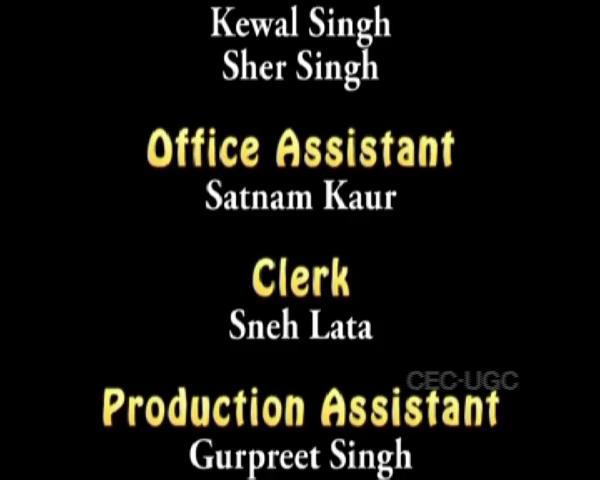 Kewal Singh
Sher Singh
Office Assistant
Satnam Kaur
Clerk
Sneh Lata
CEC-UGC
Production Assistant
Gurpreet Singh